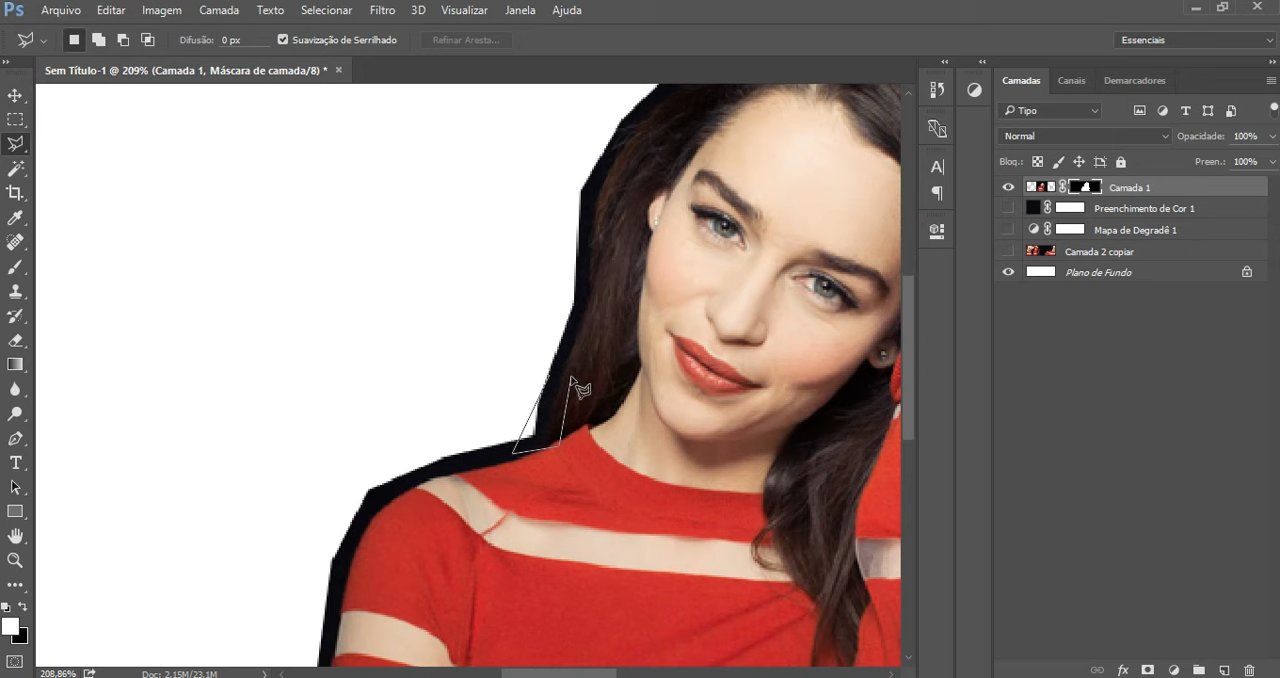 Ps Arquivo Editar Imagem Camada Texto Selecionar Filtro 3D Visualizar Janela Ajuda
Difusão: 0 px Suavização de Serrilhado Refinar Aresta... Essenciais
Sem Título-1 @ 209% (Camada 1, Máscara de camada/8) * ×
Camadas Canais Demarcadores
Tipo
Normal Opacidade: 100%
Bloq.: Preen.: 100%
Camada 1
Preenchimento de Cor 1
Mapa de Degradê 1
Camada 2 copiar
Plano de Fundo
208,86% Doc: 2,15M/23,1M